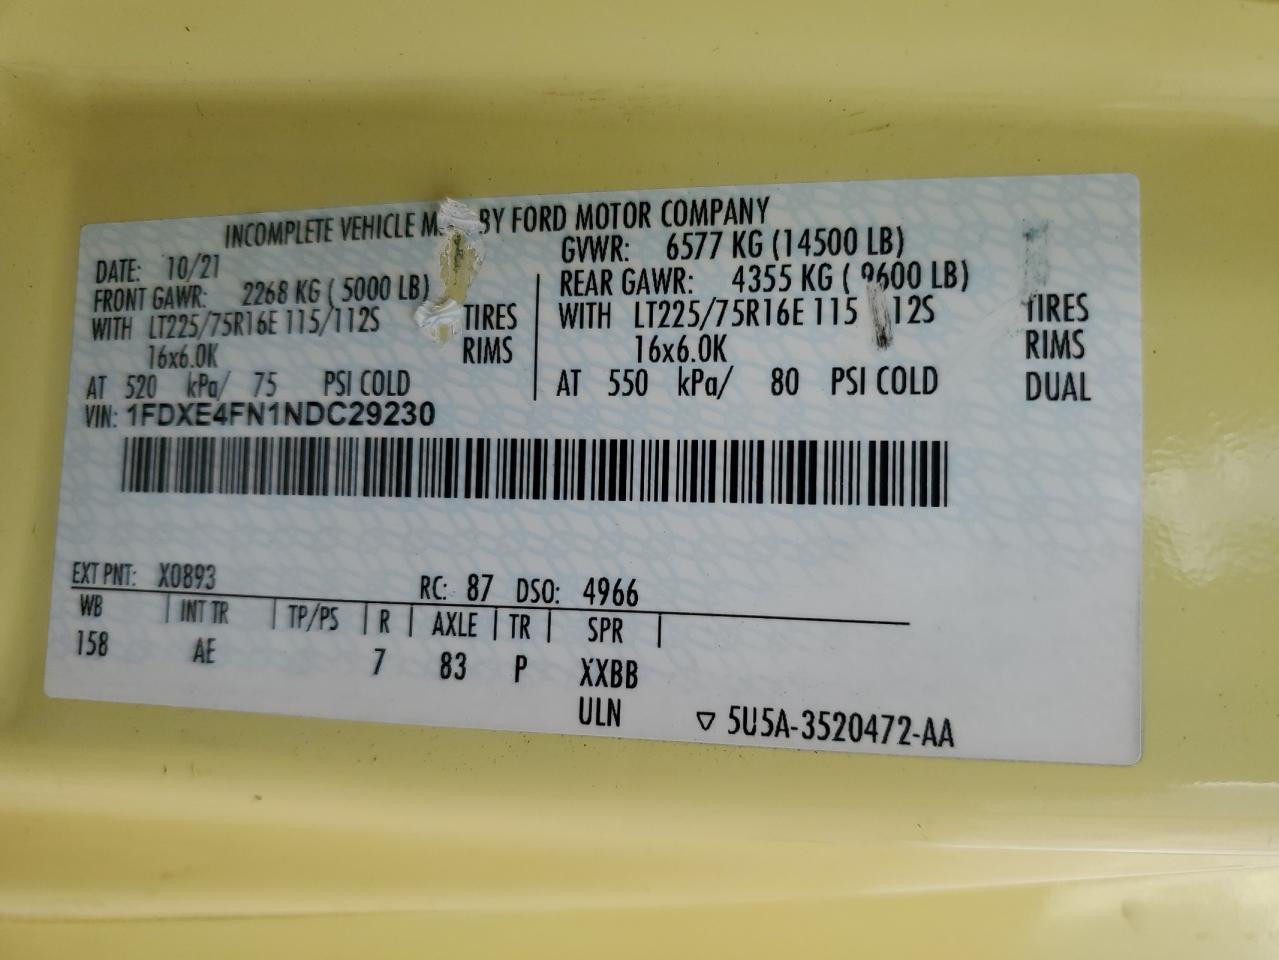 INCOMPLETE VEHICLE BY FORD MOTOR COMPANY
DATE: 10/21 GVWR: 6577 KG (14500 LB)
FRONT GAWR: 2268 KG ( 5000 LB) REAR GAWR: 4355 KG ( 9600 LB)
WITH LT225/75R16E 115/112S TIRES WITH LT225/75R16E 115 12S TIRES
16x6.0K RIMS 16x6.0K RIMS
AT 520 kPa/ 75 PSI COLD AT 550 kPa/ 80 PSI COLD DUAL
VIN: 1FDXE4FN1NDC29230
EXT PNT: X0893 RC: 87 DSO: 4966
WB | INT TR | TP/PS | R | AXLE | TR | SPR |
158 AE 7 83 P XXBB
ULN ▽ 5U5A-3520472-AA